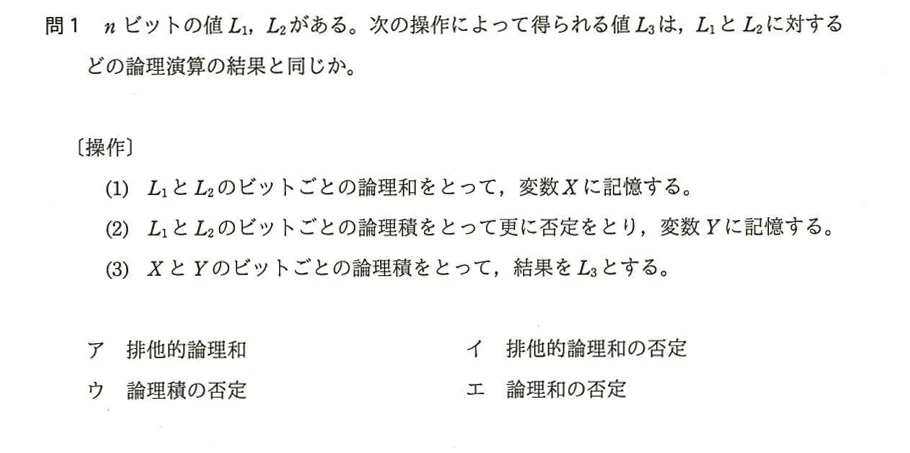 問1 n ビットの値 L₁，L₂がある。次の操作によって得られる値 L₃は，L₁と L₂に対する
どの論理演算の結果と同じか。
〔操作〕
(1) L₁と L₂のビットごとの論理和をとって，変数 X に記憶する。
(2) L₁と L₂のビットごとの論理積をとって更に否定をとり，変数 Y に記憶する。
(3) X と Y のビットごとの論理積をとって，結果を L₃とする。
ア 排他的論理和 イ 排他的論理和の否定
ウ 論理積の否定 エ 論理和の否定